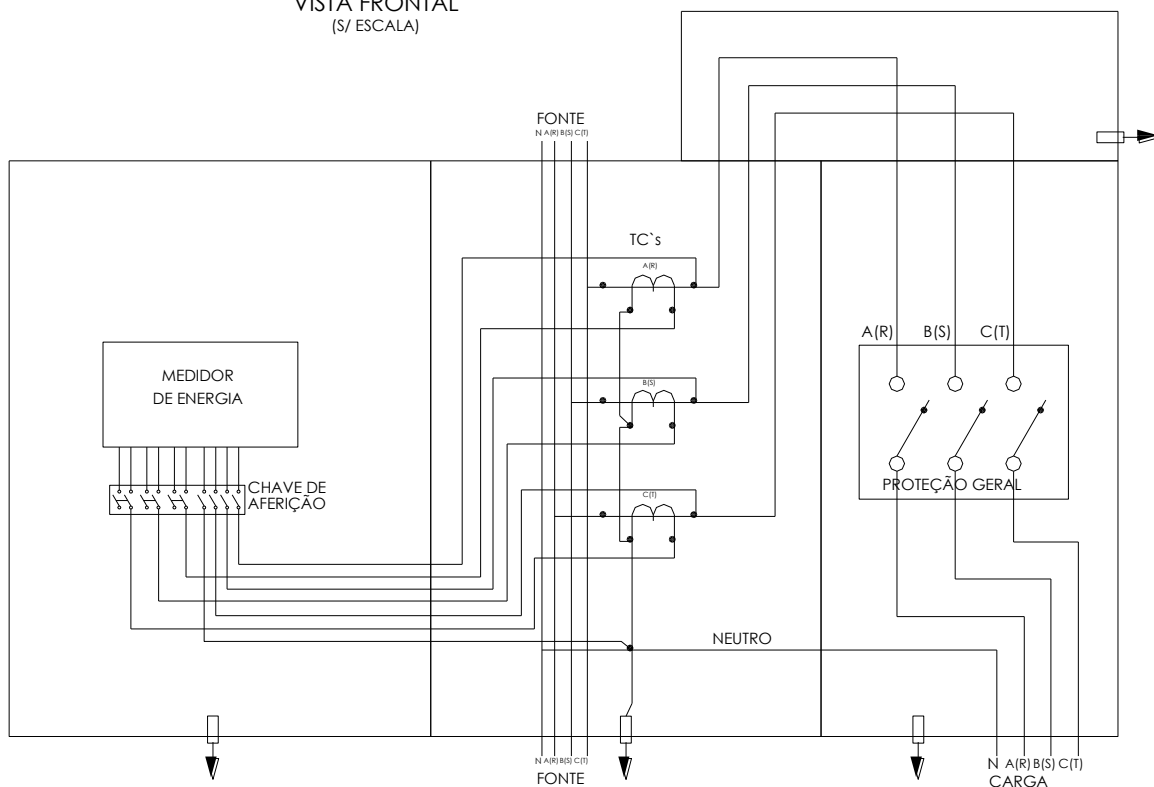 VISTA FRONTAL
(S/ ESCALA)
FONTE
N A(R) B(S) C(T)
TC`s
A(R)
A(R) B(S) C(T)
MEDIDOR
DE ENERGIA
B(S)
CHAVE DE
AFERIÇÃO
PROTEÇÃO GERAL
C(T)
NEUTRO
N A(R) B(S) C(T)
FONTE
N A(R) B(S) C(T)
CARGA